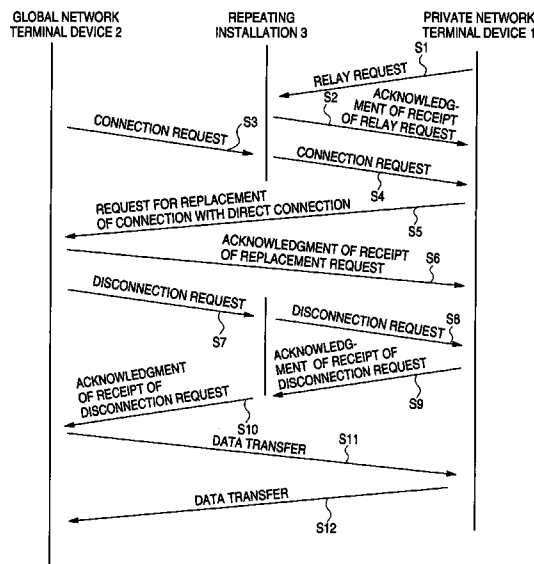 GLOBAL NETWORK
TERMINAL DEVICE 2
REPEATING
INSTALLATION 3
PRIVATE NETWORK
TERMINAL DEVICE 1
S1
RELAY REQUEST
S2
ACKNOWLEDG-
MENT OF RECEIPT
OF RELAY REQUEST
CONNECTION REQUEST
S3
CONNECTION REQUEST
S4
REQUEST FOR REPLACEMENT
OF CONNECTION WITH DIRECT CONNECTION
S5
ACKNOWLEDGMENT OF RECEIPT
OF REPLACEMENT REQUEST
S6
DISCONNECTION REQUEST
S7
DISCONNECTION REQUEST
S8
ACKNOWLEDG-
MENT OF RECEIPT OF
DISCONNECTION REQUEST
S9
ACKNOWLEDGMENT
OF RECEIPT OF
DISCONNECTION REQUEST
S10
DATA TRANSFER
S11
DATA TRANSFER
S12